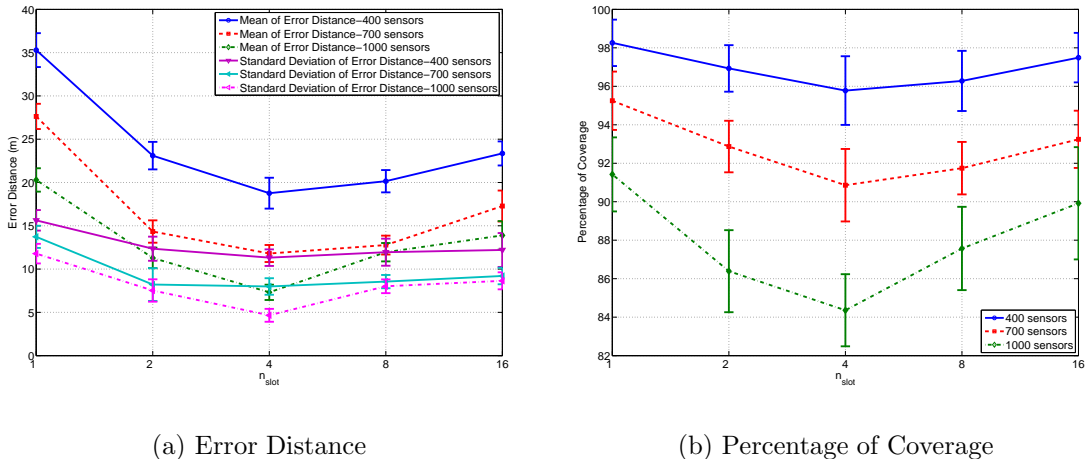 40
35
30
25
20
15
10
5
0
Error Distance (m)
1 2 4 8 16
n_slot
Mean of Error Distance−400 sensors
Mean of Error Distance−700 sensors
Mean of Error Distance−1000 sensors
Standard Deviation of Error Distance−400 sensors
Standard Deviation of Error Distance−700 sensors
Standard Deviation of Error Distance−1000 sensors
(a) Error Distance
100
98
96
94
92
90
88
86
84
82
Percentage of Coverage
1 2 4 8 16
n_slot
400 sensors
700 sensors
1000 sensors
(b) Percentage of Coverage